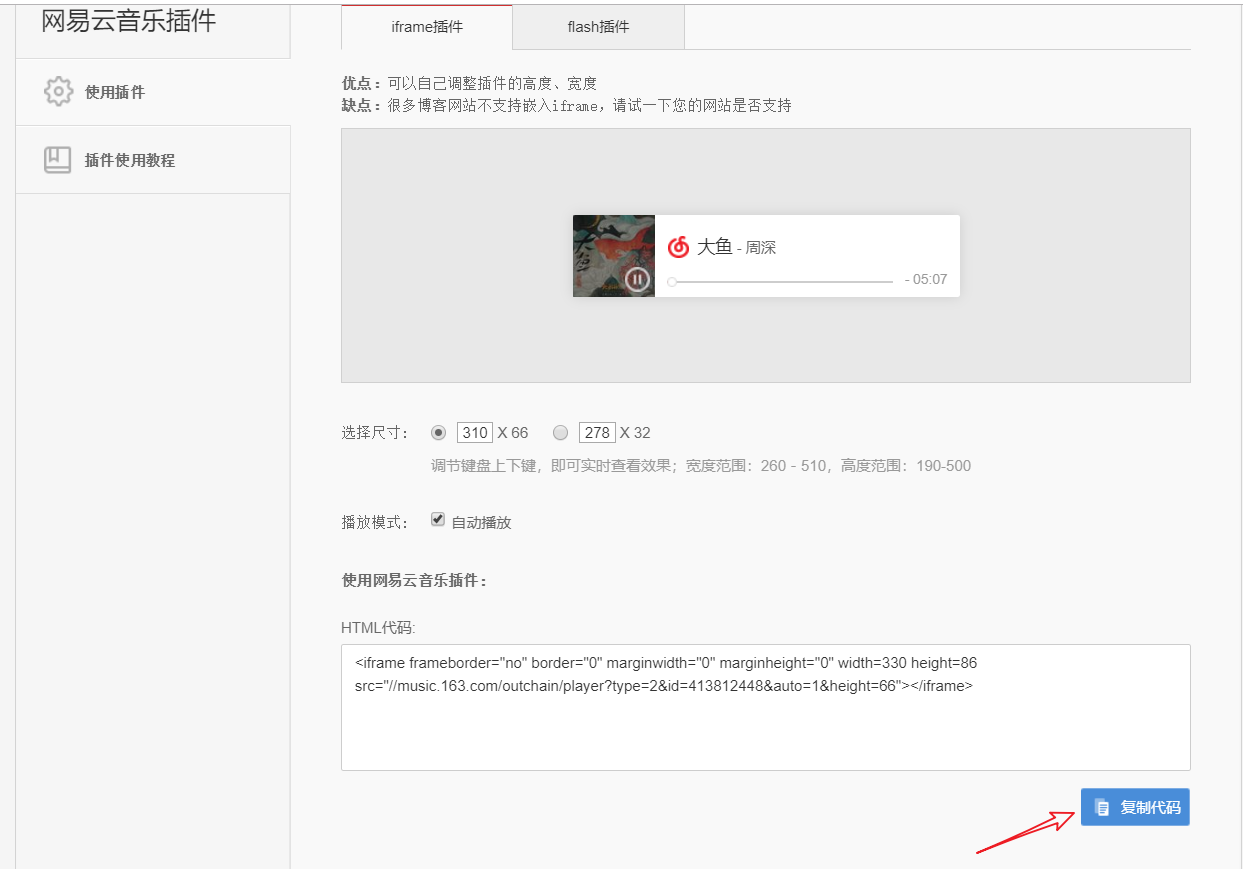 网易云音乐插件
iframe插件
flash插件
使用插件
插件使用教程
优点：可以自己调整插件的高度、宽度
缺点：很多博客网站不支持嵌入iframe，请试一下您的网站是否支持
大鱼
大鱼 - 周深
- 05:07
选择尺寸： 310 X 66 278 X 32
调节键盘上下键，即可实时查看效果；宽度范围：260 - 510，高度范围：190-500
播放模式： 自动播放
使用网易云音乐插件：
HTML代码:
<iframe frameborder="no" border="0" marginwidth="0" marginheight="0" width=330 height=86
src="//music.163.com/outchain/player?type=2&id=413812448&auto=1&height=66"></iframe>
复制代码